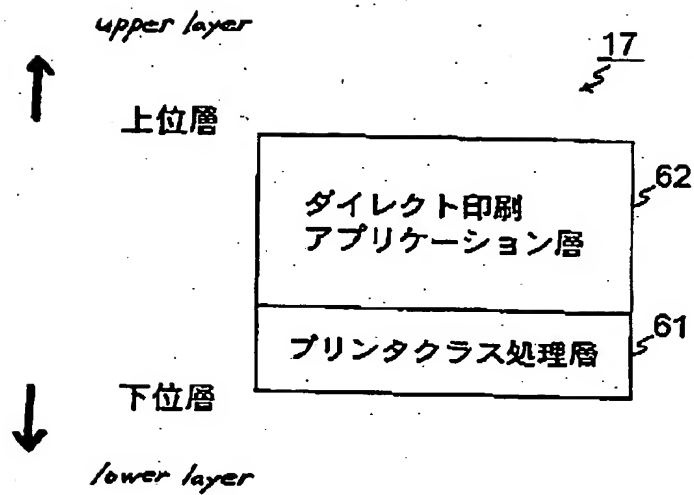 upper layer
17
上位層
62
ダイレクト印刷
アプリケーション層
61
プリンタクラス処理層
下位層
lower layer